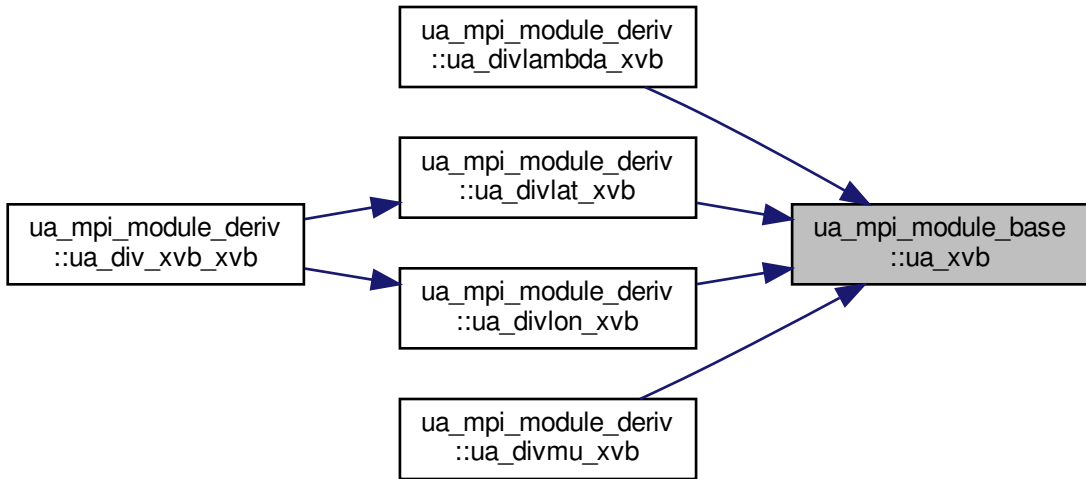 ua_mpi_module_deriv
::ua_divlambda_xvb
ua_mpi_module_deriv
::ua_divlat_xvb
ua_mpi_module_deriv
::ua_div_xvb_xvb
ua_mpi_module_base
::ua_xvb
ua_mpi_module_deriv
::ua_divlon_xvb
ua_mpi_module_deriv
::ua_divmu_xvb